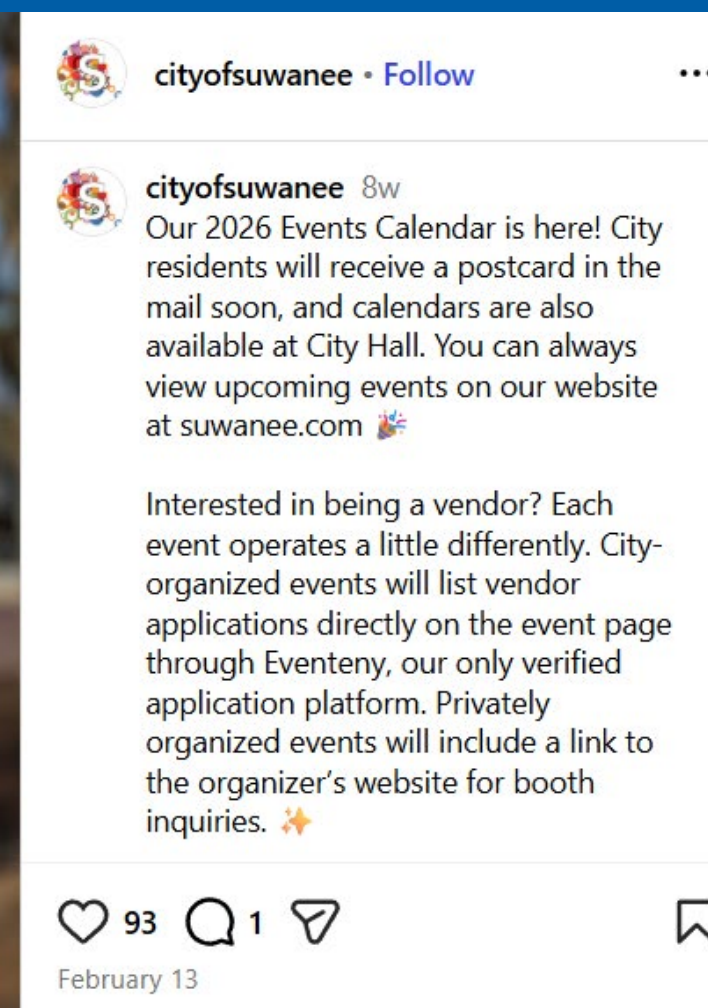 cityofsuwanee • Follow
cityofsuwanee 8w
Our 2026 Events Calendar is here! City
residents will receive a postcard in the
mail soon, and calendars are also
available at City Hall. You can always
view upcoming events on our website
at suwanee.com 🎉
Interested in being a vendor? Each
event operates a little differently. City-
organized events will list vendor
applications directly on the event page
through Eventeny, our only verified
application platform. Privately
organized events will include a link to
the organizer’s website for booth
inquiries. ✨
93 1
February 13